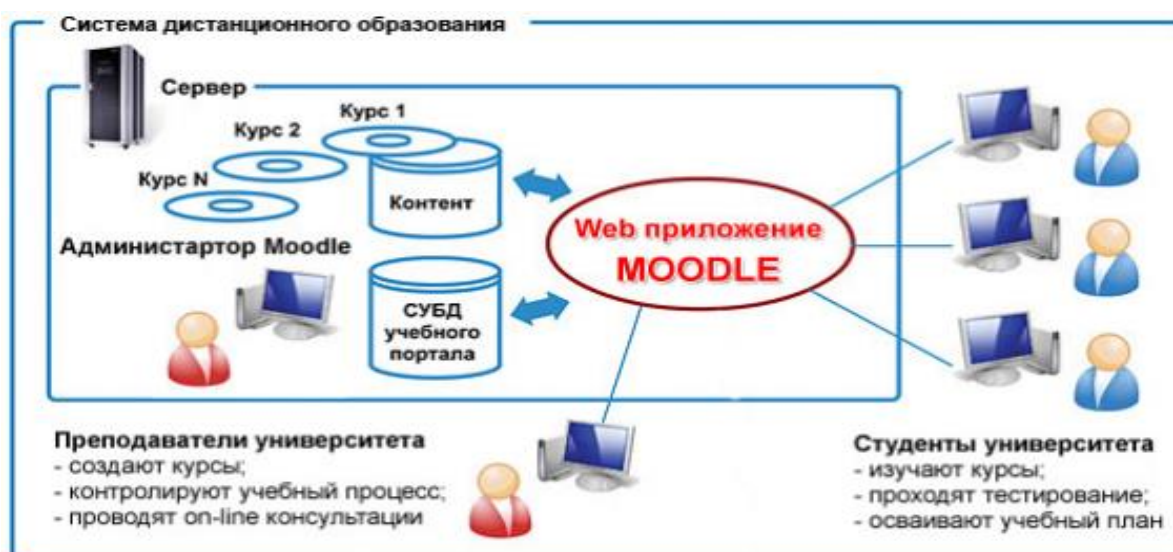 Система дистанционного образования
Сервер
Курс 1
Курс 2
Курс N
Контент
Администартор Moodle
СУБД
учебного
портала
Web приложение
MOODLE
Преподаватели университета
- создают курсы;
- контролируют учебный процесс;
- проводят on-line консультации
Студенты университета
- изучают курсы;
- проходят тестирование;
- осваивают учебный план